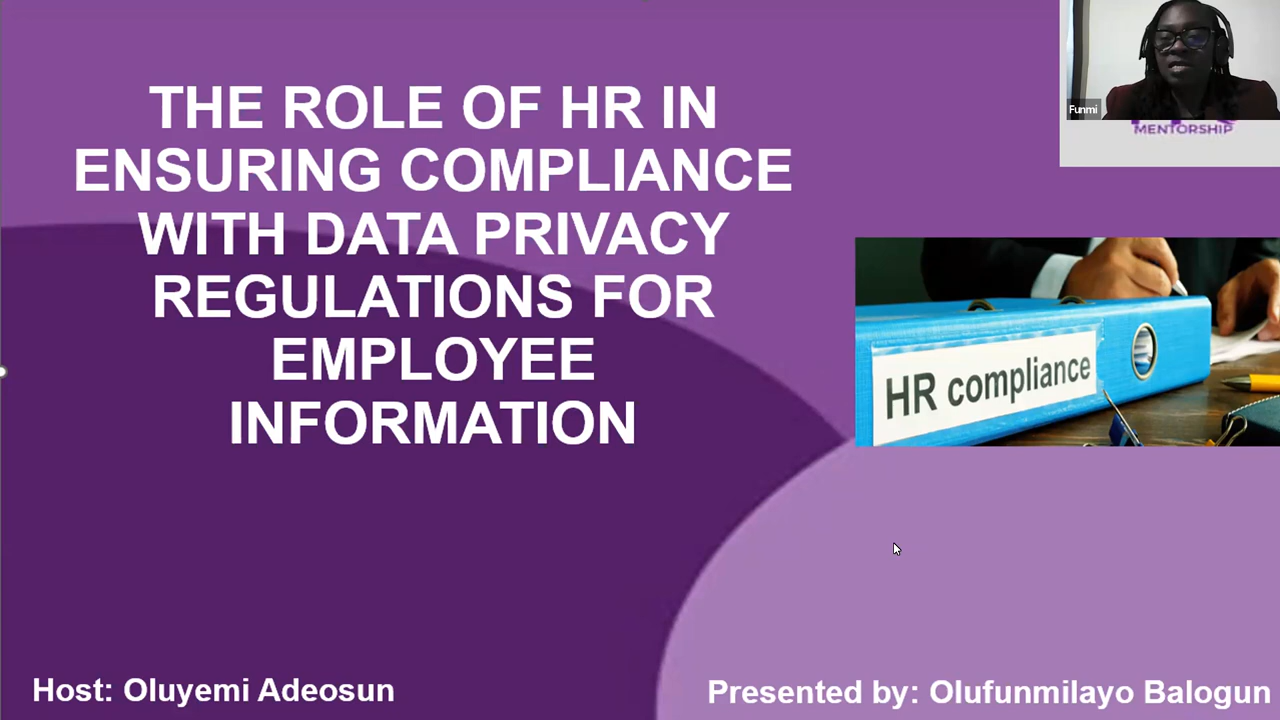 THE ROLE OF HR IN
ENSURING COMPLIANCE
WITH DATA PRIVACY
REGULATIONS FOR
EMPLOYEE
INFORMATION
Funmi
MENTORSHIP
HR compliance
Host: Oluyemi Adeosun
Presented by: Olufunmilayo Balogun